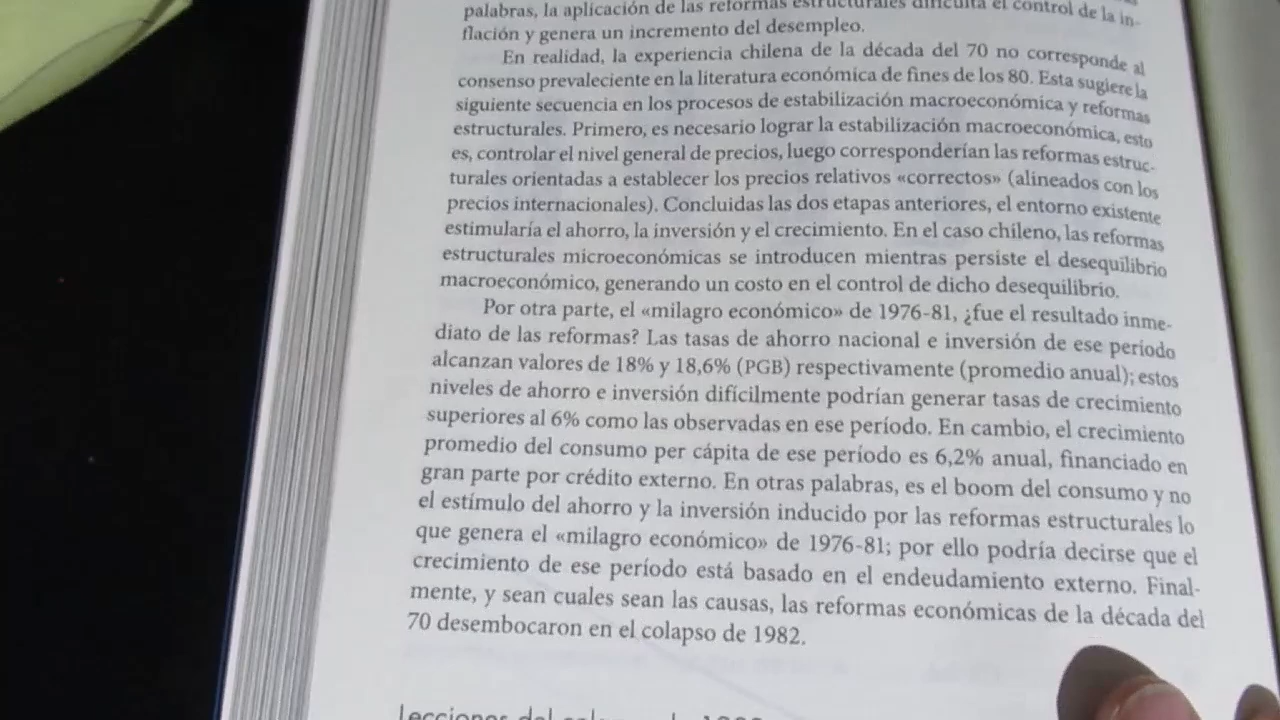 palabras, la aplicación de las reformas estructurales dificulta el control de la in-
flación y genera un incremento del desempleo.
En realidad, la experiencia chilena de la década del 70 no corresponde al
consenso prevaleciente en la literatura económica de fines de los 80. Esta sugiere la
siguiente secuencia en los procesos de estabilización macroeconómica y reformas
estructurales. Primero, es necesario lograr la estabilización macroeconómica, esto
es, controlar el nivel general de precios, luego corresponderían las reformas estruc-
turales orientadas a establecer los precios relativos «correctos» (alineados con los
precios internacionales). Concluidas las dos etapas anteriores, el entorno existente
estimularía el ahorro, la inversión y el crecimiento. En el caso chileno, las reformas
estructurales microeconómicas se introducen mientras persiste el desequilibrio
macroeconómico, generando un costo en el control de dicho desequilibrio.
Por otra parte, el «milagro económico» de 1976-81, ¿fue el resultado inme-
diato de las reformas? Las tasas de ahorro nacional e inversión de ese período
alcanzan valores de 18% y 18,6% (PGB) respectivamente (promedio anual); estos
niveles de ahorro e inversión difícilmente podrían generar tasas de crecimiento
superiores al 6% como las observadas en ese período. En cambio, el crecimiento
promedio del consumo per cápita de ese período es 6,2% anual, financiado en
gran parte por crédito externo. En otras palabras, es el boom del consumo y no
el estímulo del ahorro y la inversión inducido por las reformas estructurales lo
que genera el «milagro económico» de 1976-81; por ello podría decirse que el
crecimiento de ese período está basado en el endeudamiento externo. Final-
mente, y sean cuales sean las causas, las reformas económicas de la década del
70 desembocaron en el colapso de 1982.
lecciones del colapso de 1982